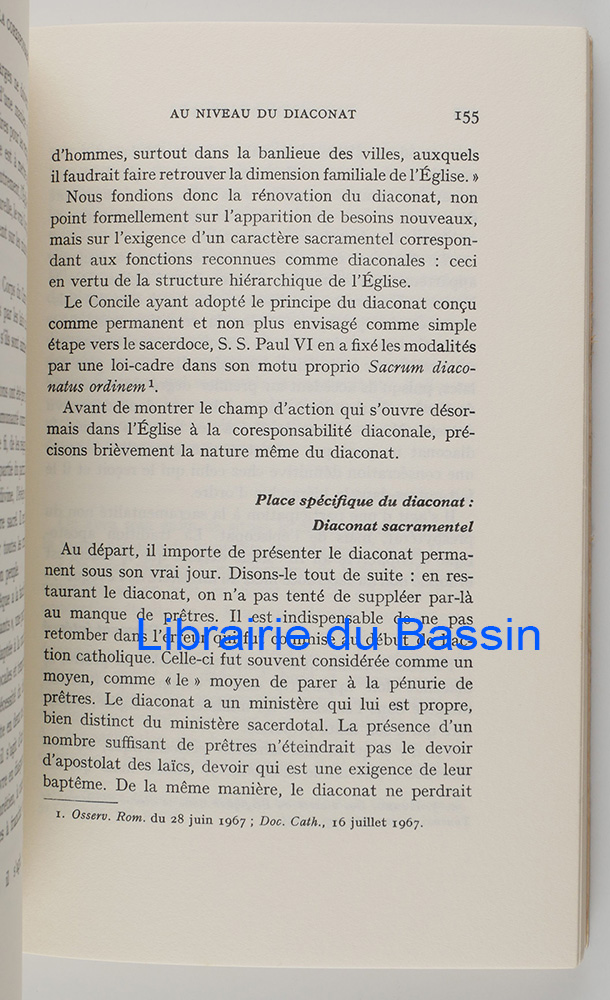 AU NIVEAU DU DIACONAT 155
d'hommes, surtout dans la banlieue des villes, auxquels
il faudrait faire retrouver la dimension familiale de l'Église. »
Nous fondions donc la rénovation du diaconat, non
point formellement sur l'apparition de besoins nouveaux,
mais sur l'exigence d'un caractère sacramentel correspon-
dant aux fonctions reconnues comme diaconales : ceci
en vertu de la structure hiérarchique de l'Église.
Le Concile ayant adopté le principe du diaconat conçu
comme permanent et non plus envisagé comme simple
étape vers le sacerdoce, S. S. Paul VI en a fixé les modalités
par une loi-cadre dans son motu proprio Sacrum diaco-
natus ordinem 1.
Avant de montrer le champ d'action qui s'ouvre désor-
mais dans l'Église à la coresponsabilité diaconale, pré-
cisons brièvement la nature même du diaconat.
Place spécifique du diaconat :
Diaconat sacramentel
Au départ, il importe de présenter le diaconat perma-
nent sous son vrai jour. Disons-le tout de suite : en res-
taurant le diaconat, on n'a pas tenté de suppléer par-là
au manque de prêtres. Il est indispensable de ne pas
retomber dans l'erreur qui fut commise au début de l'ac-
tion catholique. Celle-ci fut souvent considérée comme un
moyen, comme « le » moyen de parer à la pénurie de
prêtres. Le diaconat a un ministère qui lui est propre,
bien distinct du ministère sacerdotal. La présence d'un
nombre suffisant de prêtres n'éteindrait pas le devoir
d'apostolat des laïcs, devoir qui est une exigence de leur
baptême. De la même manière, le diaconat ne perdrait
1. Osserv. Rom. du 28 juin 1967 ; Doc. Cath., 16 juillet 1967.
Librairie du Bassin